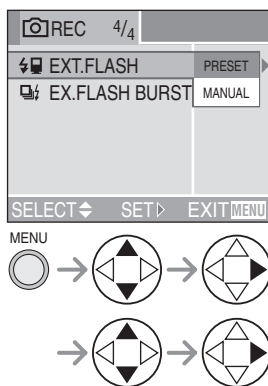 REC 4/4
EXT.FLASH PRESET
EX.FLASH BURST MANUAL
SELECT SET EXIT MENU
MENU